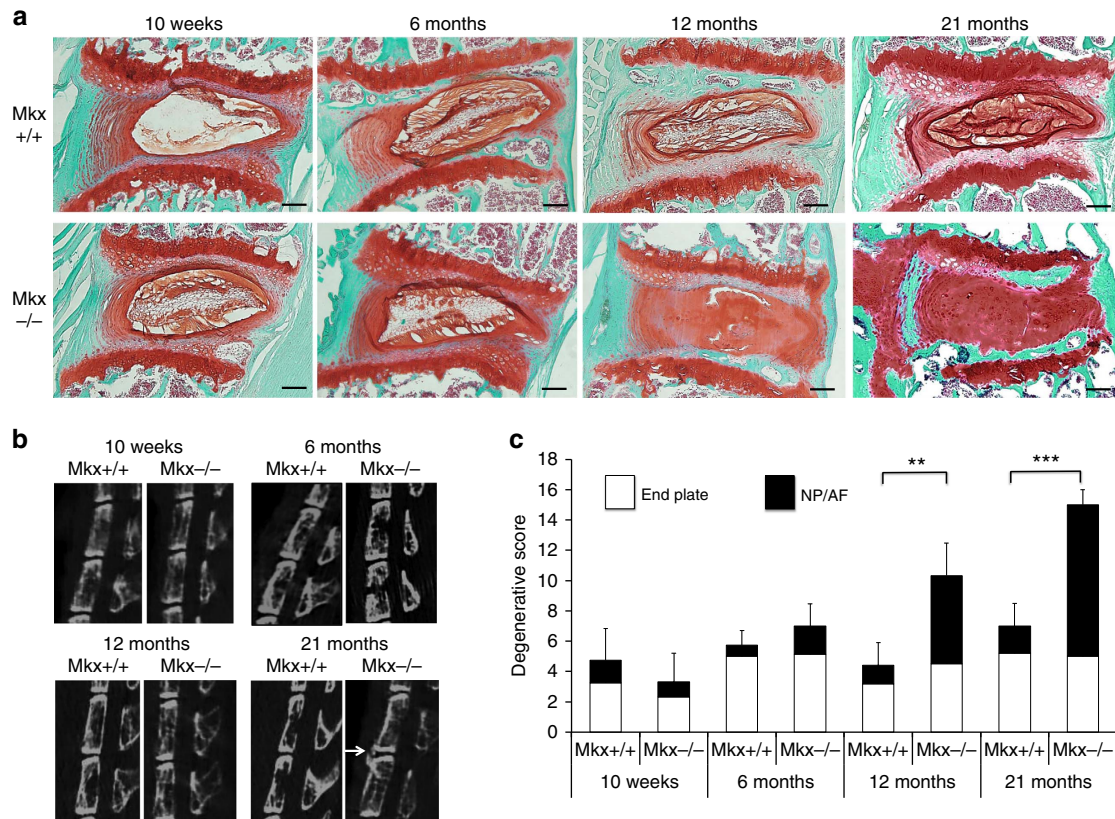 a
10 weeks 6 months 12 months 21 months
Mkx
+/+
Mkx
−/−
b
10 weeks 6 months
Mkx+/+ Mkx−/− Mkx+/+ Mkx−/−
12 months 21 months
Mkx+/+ Mkx−/− Mkx+/+ Mkx−/−
c
Degenerative score
18
16
14
12
10
8
6
4
2
0
End plate NP/AF
** ***
Mkx+/+ Mkx−/− Mkx+/+ Mkx−/− Mkx+/+ Mkx−/− Mkx+/+ Mkx−/−
10 weeks 6 months 12 months 21 months